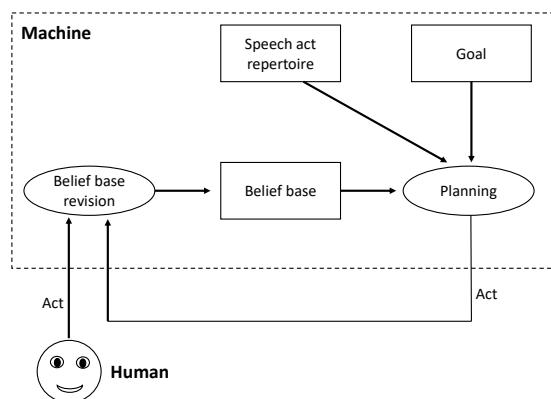 Machine
Speech act
repertoire
Goal
Belief base
revision
Belief base
Planning
Act
Act
Human